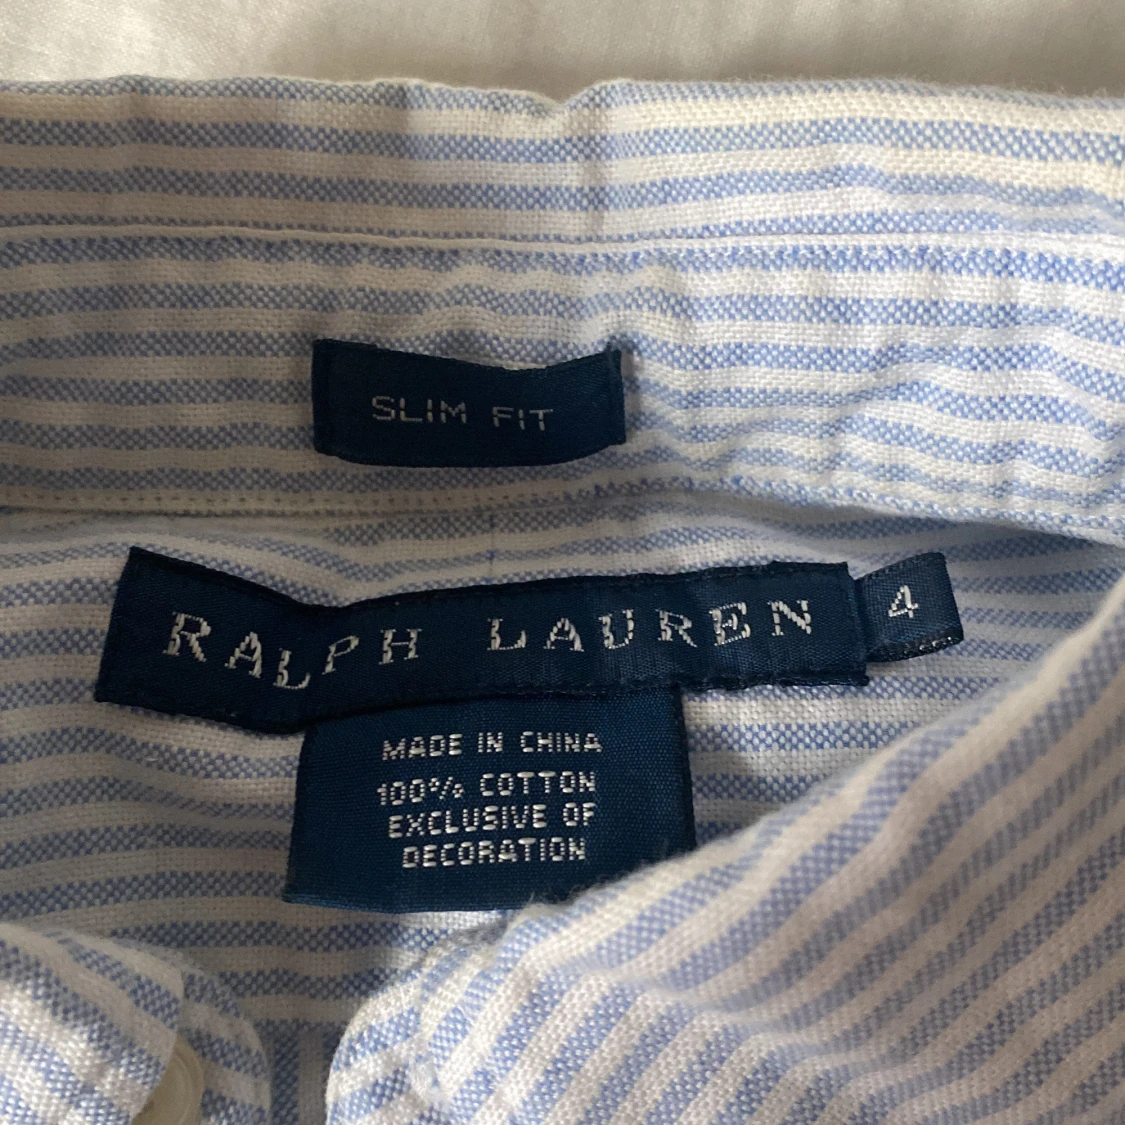 SLIM FIT
RALPH LAUREN
4
MADE IN CHINA
100% COTTON
EXCLUSIVE OF
DECORATION